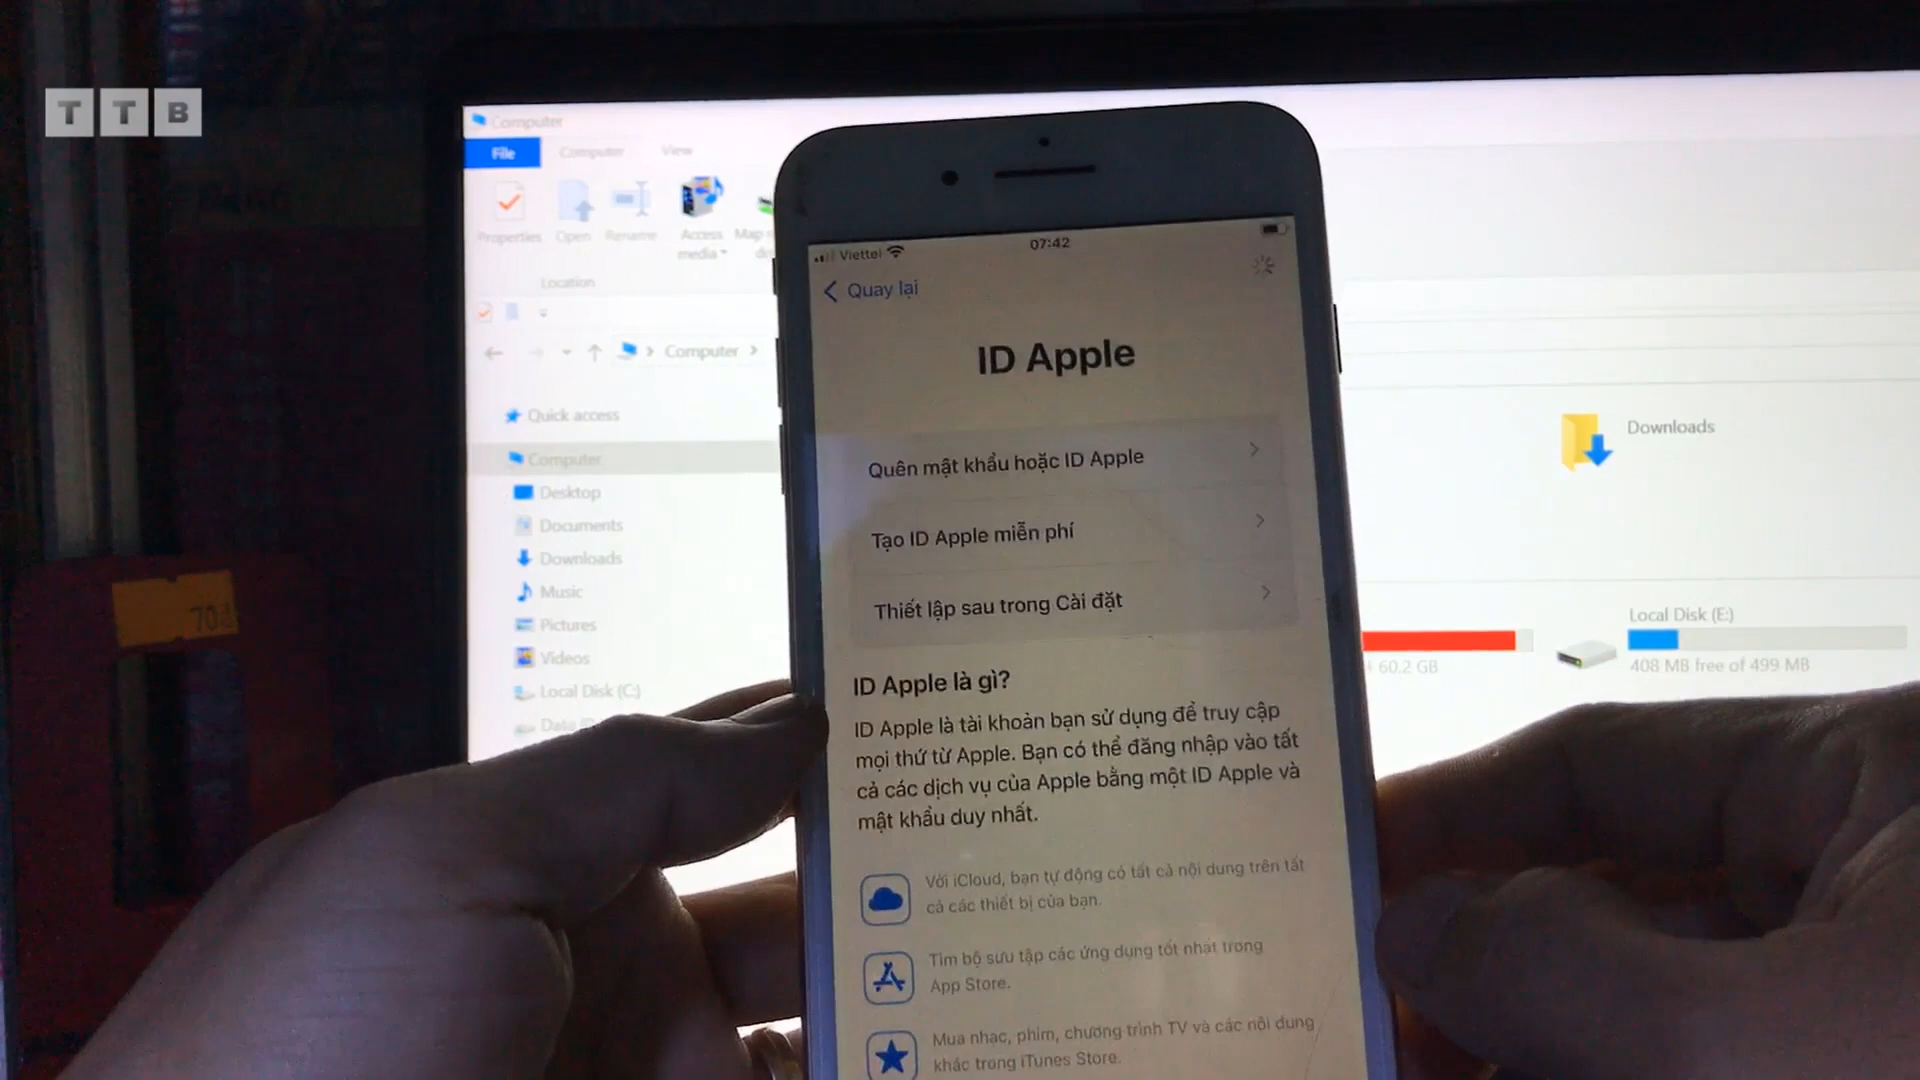 TTB
Computer
File
Computer
View
Properties
Open
Rename
Access media
Map
Location
Computer
Quick access
Computer
Desktop
Documents
Downloads
Music
Pictures
Videos
Local Disk (C:)
Downloads
Local Disk (E:)
60.2 GB
408 MB free of 499 MB
Viettel
07:42
Quay lại
ID Apple
Quên mật khẩu hoặc ID Apple
Tạo ID Apple miễn phí
Thiết lập sau trong Cài đặt
ID Apple là gì?
ID Apple là tài khoản bạn sử dụng để truy cập
mọi thứ từ Apple. Bạn có thể đăng nhập vào tất
cả các dịch vụ của Apple bằng một ID Apple và
mật khẩu duy nhất.
Với iCloud, bạn tự động có tất cả nội dung trên tất
cả các thiết bị của bạn.
Tìm bộ sưu tập các ứng dụng tốt nhất trong
App Store.
Mua nhạc, phim, chương trình TV và các nội dung
khác trong iTunes Store.